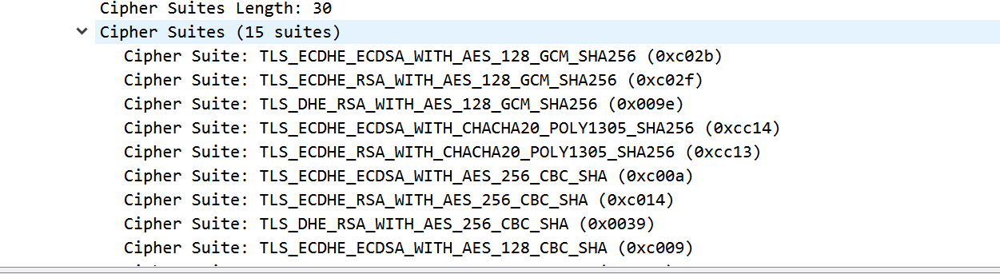 Cipher Suites Length: 30
Cipher Suites (15 suites)
Cipher Suite: TLS_ECDHE_ECDSA_WITH_AES_128_GCM_SHA256 (0xc02b)
Cipher Suite: TLS_ECDHE_RSA_WITH_AES_128_GCM_SHA256 (0xc02f)
Cipher Suite: TLS_DHE_RSA_WITH_AES_128_GCM_SHA256 (0x009e)
Cipher Suite: TLS_ECDHE_ECDSA_WITH_CHACHA20_POLY1305_SHA256 (0xcc14)
Cipher Suite: TLS_ECDHE_RSA_WITH_CHACHA20_POLY1305_SHA256 (0xcc13)
Cipher Suite: TLS_ECDHE_ECDSA_WITH_AES_256_CBC_SHA (0xc00a)
Cipher Suite: TLS_ECDHE_RSA_WITH_AES_256_CBC_SHA (0xc014)
Cipher Suite: TLS_DHE_RSA_WITH_AES_256_CBC_SHA (0x0039)
Cipher Suite: TLS_ECDHE_ECDSA_WITH_AES_128_CBC_SHA (0xc009)